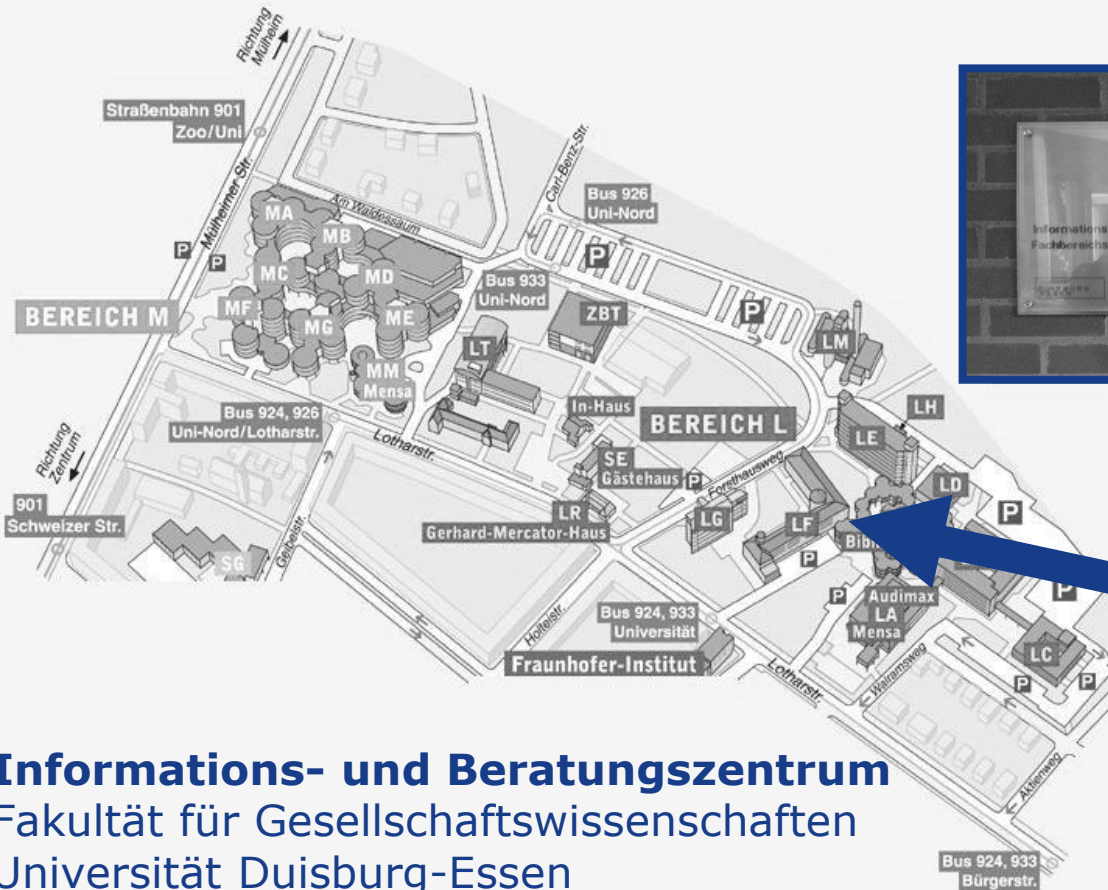 Richtung
Mülheim
Straßenbahn 901
Zoo/Uni
Mülheimer Str.
Carl-Benz-Str.
Bus 926
Uni-Nord
Am Waldessaum
MA
MB
MC
MD
MF
MG
ME
MM
Mensa
P
P
P
BEREICH M
Bus 933
Uni-Nord
ZBT
LT
P
LM
Informations
Fachbereichs
Bus 924, 926
Uni-Nord/Lotharstr.
Lotharstr.
In-Haus
BEREICH L
LH
LE
Richtung
Zentrum
SE
Gästehaus
P
Forsthausweg
LD
P
901
Schweizer Str.
LR
Gerhard-Mercator-Haus
LG
LF
SG
Geibelstr.
P
P
P
Audimax
LA
Mensa
Bus 924, 933
Universität
Holteistr.
Fraunhofer-Institut
Lotharstr.
Walramsweg
LC
P
P
Aktienweg
Informations- und Beratungszentrum
Fakultät für Gesellschaftswissenschaften
Universität Duisburg-Essen
Bus 924, 933
Bürgerstr.